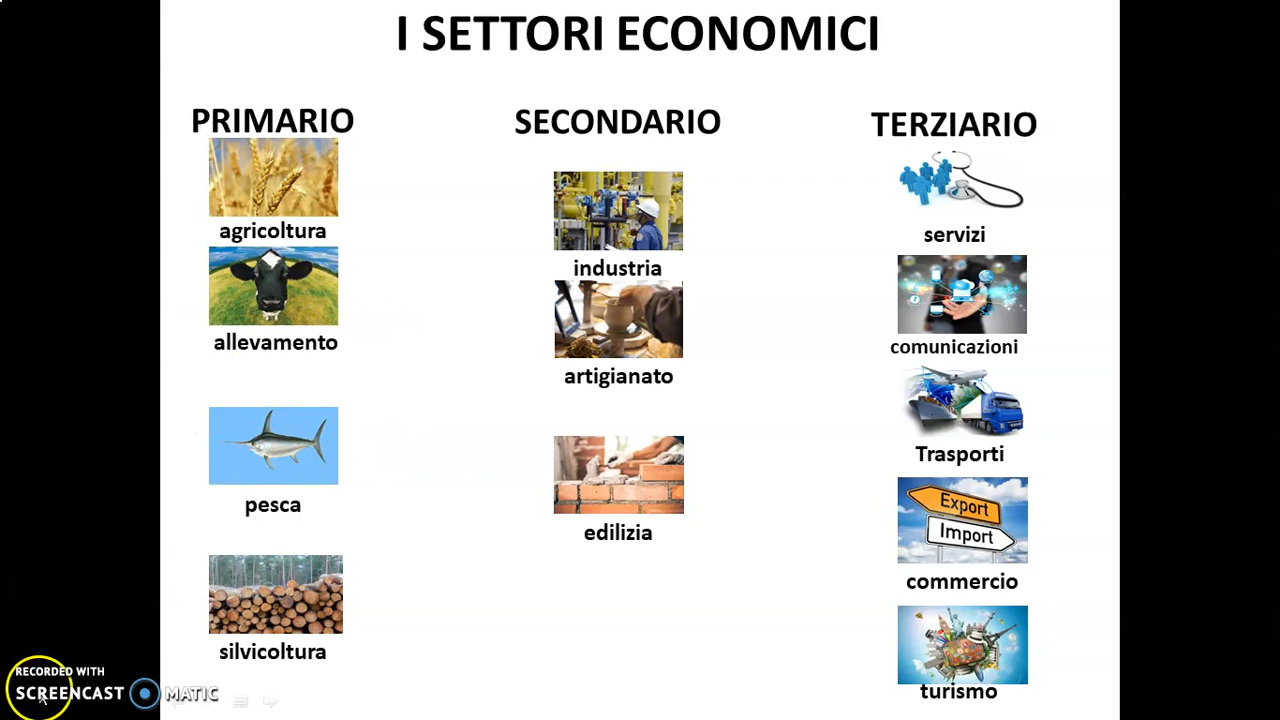 I SETTORI ECONOMICI
PRIMARIO
agricoltura
allevamento
pesca
silvicoltura
SECONDARIO
industria
artigianato
edilizia
TERZIARIO
servizi
comunicazioni
Trasporti
Export
Import
commercio
turismo
RECORDED WITH
SCREENCAST MATIC